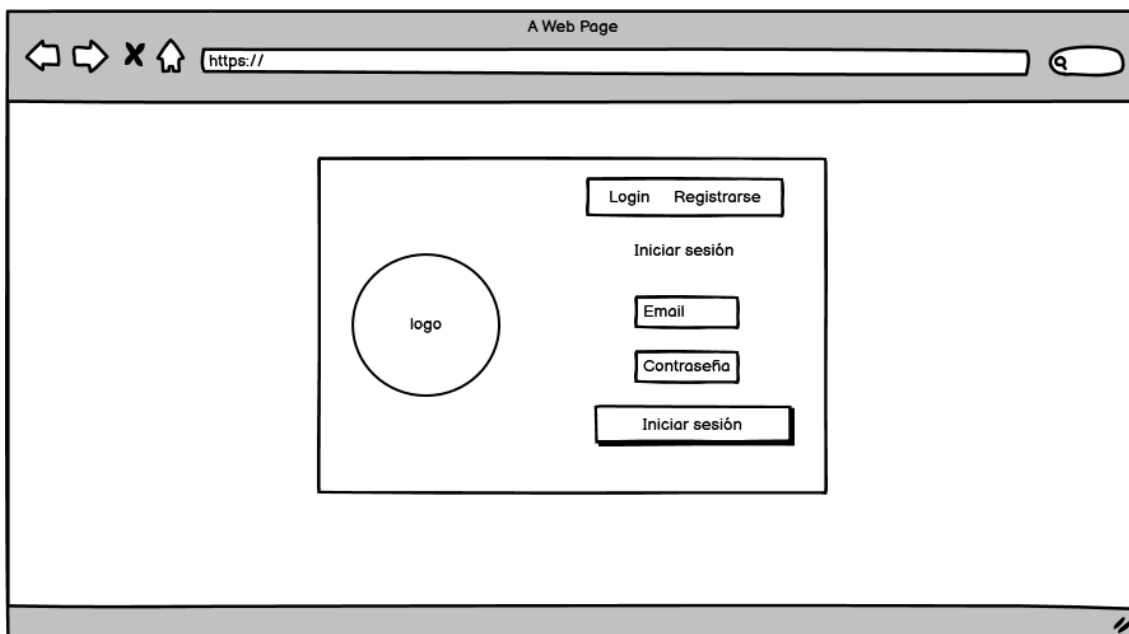 A Web Page
https://
Login Registrarse
Iniciar sesión
logo
Email
Contraseña
Iniciar sesión